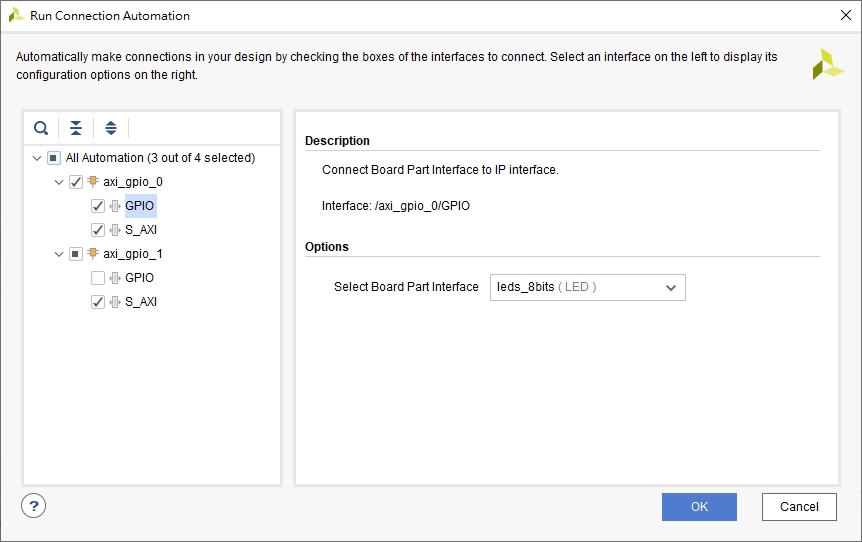 Run Connection Automation
Automatically make connections in your design by checking the boxes of the interfaces to connect. Select an interface on the left to display its
configuration options on the right.
All Automation (3 out of 4 selected)
axi_gpio_0
GPIO
S_AXI
axi_gpio_1
GPIO
S_AXI
Description
Connect Board Part Interface to IP interface.
Interface: /axi_gpio_0/GPIO
Options
Select Board Part Interface leds_8bits ( LED )
?
OK Cancel